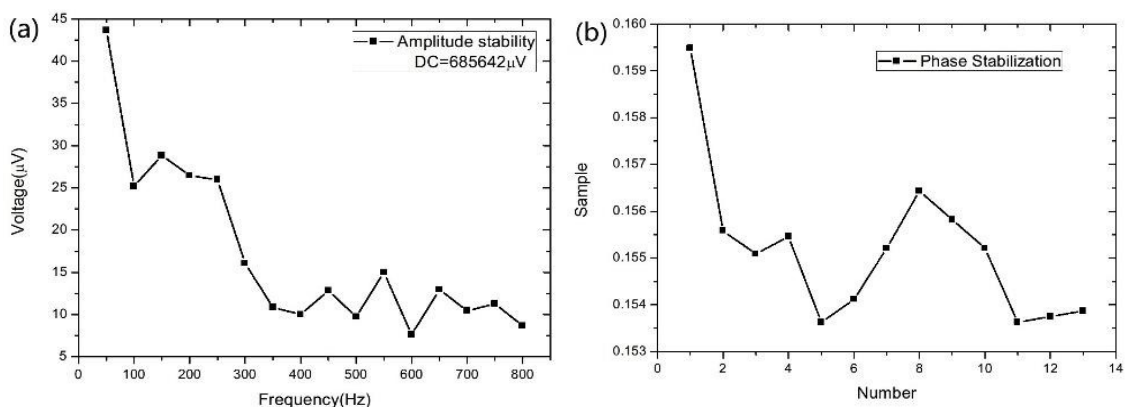 (a)
Amplitude stability
DC=685642μV
Voltage(μV)
45
40
35
30
25
20
15
10
5
0 100 200 300 400 500 600 700 800
Frequency(Hz)
(b)
Phase Stabilization
Sample
0.160
0.159
0.158
0.157
0.156
0.155
0.154
0.153
0 2 4 6 8 10 12 14
Number